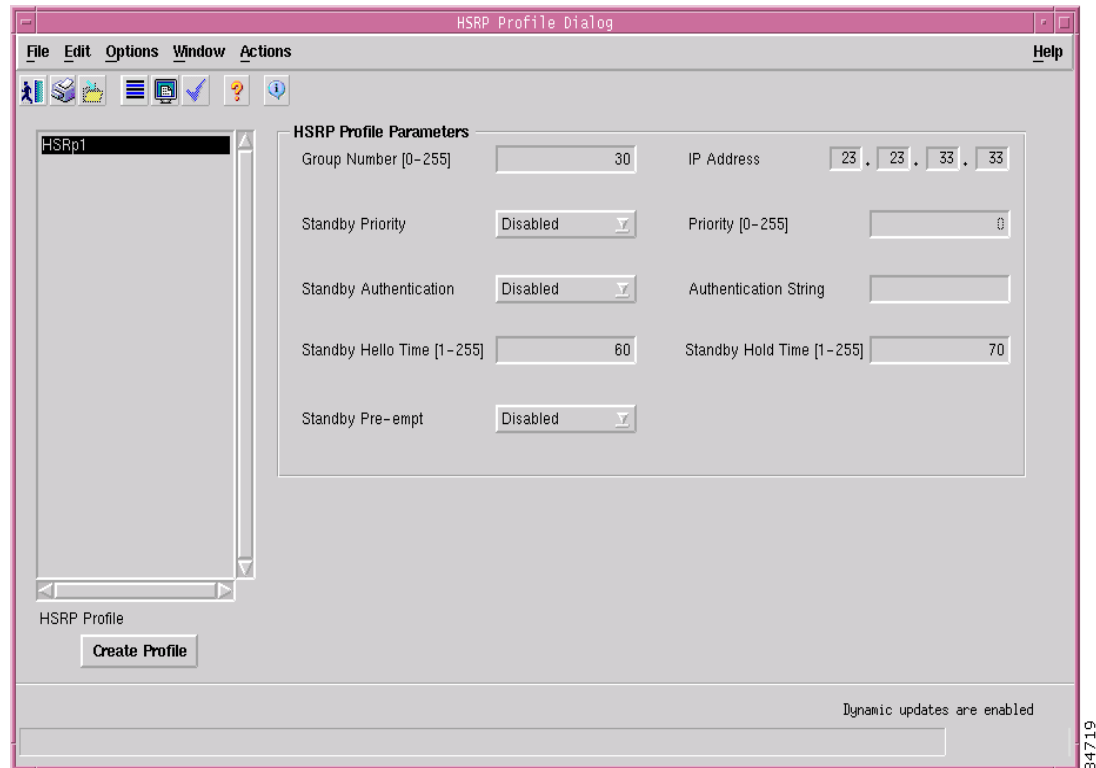 HSRP Profile Dialog
File Edit Options Window Actions Help
HSRp1
HSRP Profile Parameters
Group Number [0-255] 30 IP Address 23 . 23 . 33 . 33
Standby Priority Disabled Priority [0-255] 0
Standby Authentication Disabled Authentication String
Standby Hello Time [1-255] 60 Standby Hold Time [1-255] 70
Standby Pre-empt Disabled
HSRP Profile
Create Profile
Dynamic updates are enabled
84719